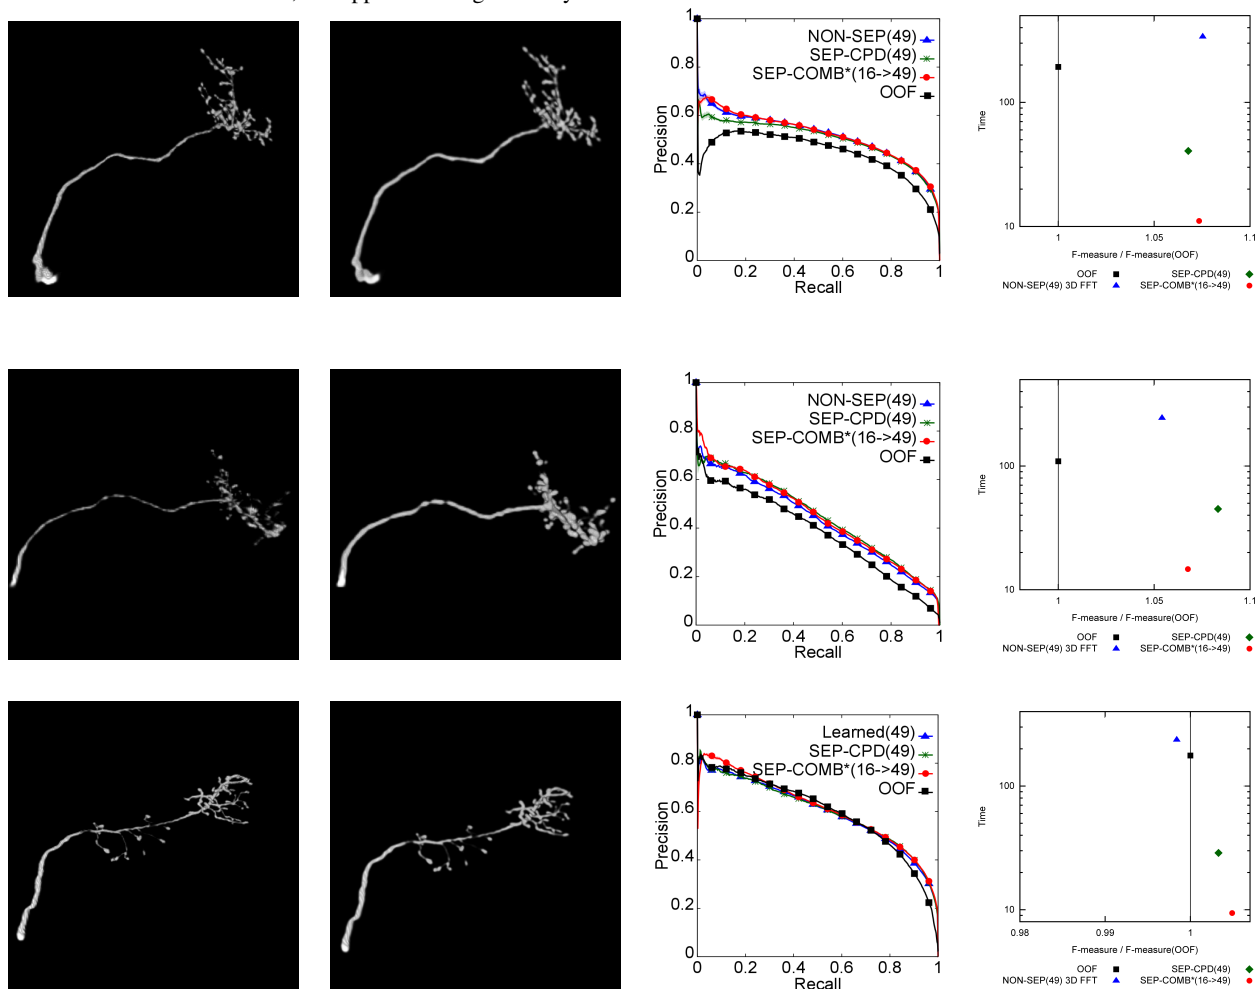 NON-SEP(49)
SEP-CPD(49)
SEP-COMB*(16->49)
OOF
Precision
1
0.8
0.6
0.4
0.2
0
0 0.2 0.4 0.6 0.8 1
Recall
Time
100
10
1 1.05 1.1
F-measure / F-measure(OOF)
OOF SEP-CPD(49)
NON-SEP(49) 3D FFT SEP-COMB*(16->49)
NON-SEP(49)
SEP-CPD(49)
SEP-COMB*(16->49)
OOF
Precision
1
0.8
0.6
0.4
0.2
0
0 0.2 0.4 0.6 0.8 1
Recall
Time
100
10
1 1.05 1.1
F-measure / F-measure(OOF)
OOF SEP-CPD(49)
NON-SEP(49) 3D FFT SEP-COMB*(16->49)
Learned(49)
SEP-CPD(49)
SEP-COMB*(16->49)
OOF
Precision
1
0.8
0.6
0.4
0.2
0
0 0.2 0.4 0.6 0.8 1
Recall
Time
100
10
0.98 0.99 1
F-measure / F-measure(OOF)
OOF SEP-CPD(49)
NON-SEP(49) 3D FFT SEP-COMB*(16->49)